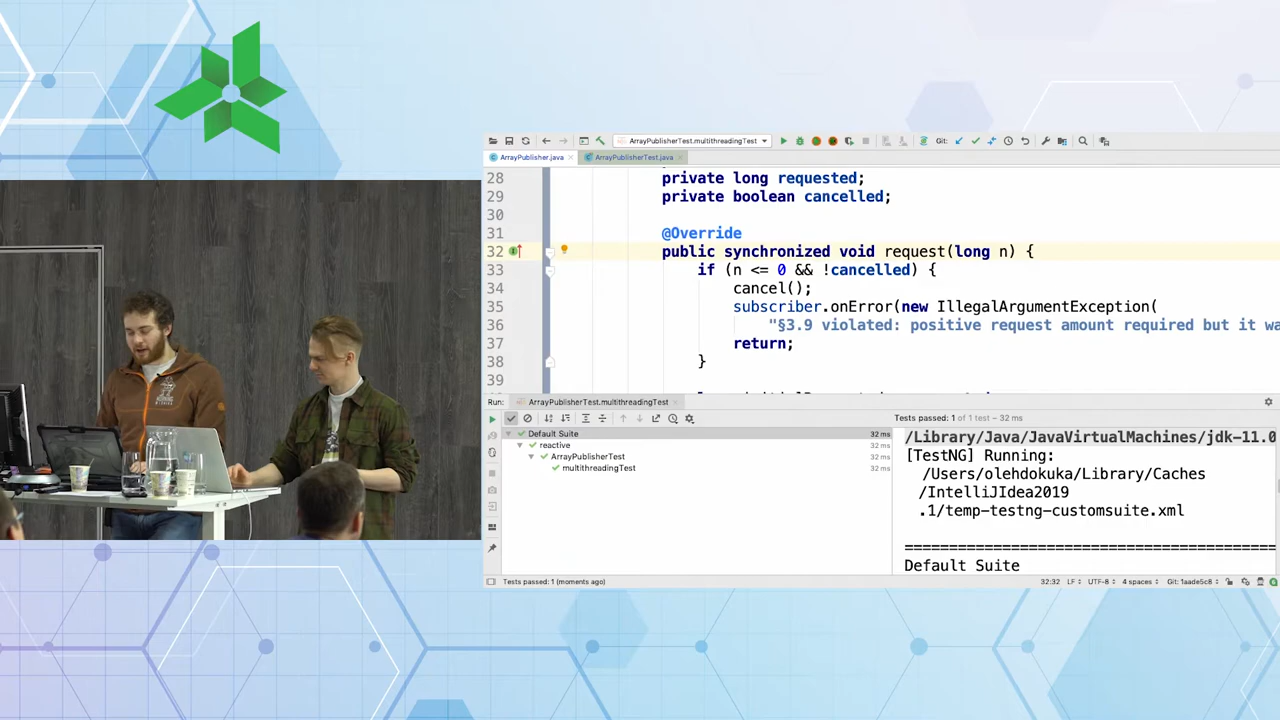 ArrayPublisherTest.multithreadingTest
Git:
ArrayPublisher.java
ArrayPublisherTest.java
28 private long requested;
29 private boolean cancelled;
30
31 @Override
32 public synchronized void request(long n) {
33 if (n <= 0 && !cancelled) {
34 cancel();
35 subscriber.onError(new IllegalArgumentException(
36 "§3.9 violated: positive request amount required but it wa
37 return;
38 }
39
Run: ArrayPublisherTest.multithreadingTest
Tests passed: 1 of 1 test – 32 ms
Default Suite 32 ms
reactive 32 ms
ArrayPublisherTest 32 ms
multithreadingTest 32 ms
/Library/Java/JavaVirtualMachines/jdk-11.0
[TestNG] Running:
/Users/olehdokuka/Library/Caches
/IntelliJIdea2019
.1/temp-testng-customsuite.xml
===========================================
Default Suite
Tests passed: 1 (moments ago)
32:32 LF UTF-8 4 spaces Git: 1aade5c8